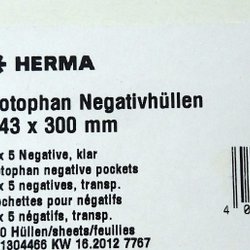 HERMA
otophan Negativhüllen
43 x 300 mm
x 5 Negative, klar
otophan negative pockets
x 5 negatives, transp.
ochettes pour négatifs
x 5 négatifs, transp.
0 Hüllen/sheets/feuilles
1304466 KW 16.2012 7767
4 0